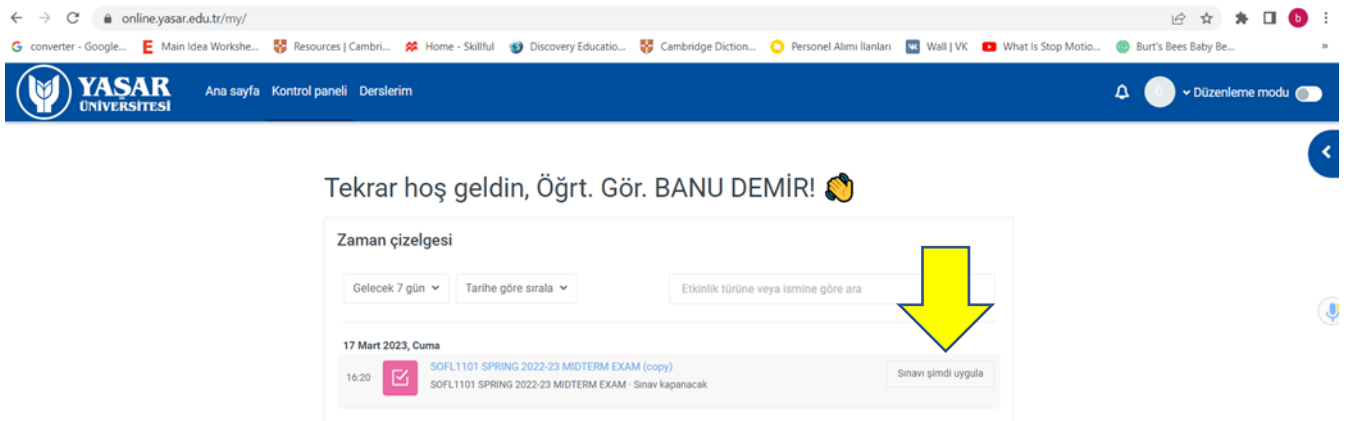 online.yasar.edu.tr/my/
b
converter - Google... Main Idea Workshe... Resources | Cambri... Home - Skillful Discovery Educatio... Cambridge Diction... Personel Alımı İlanları Wall | VK What Is Stop Motio... Burt's Bees Baby Be... »
YAŞAR
ÜNİVERSİTESİ
Ana sayfa Kontrol paneli Derslerim
Düzenleme modu
Tekrar hoş geldin, Öğrt. Gör. BANU DEMİR!
Zaman çizelgesi
Gelecek 7 gün Tarihe göre sırala Etkinlik türüne veya ismine göre ara
17 Mart 2023, Cuma
16:20 SOFL1101 SPRING 2022-23 MIDTERM EXAM (copy)
SOFL1101 SPRING 2022-23 MIDTERM EXAM · Sınav kapanacak
Sınavı şimdi uygula